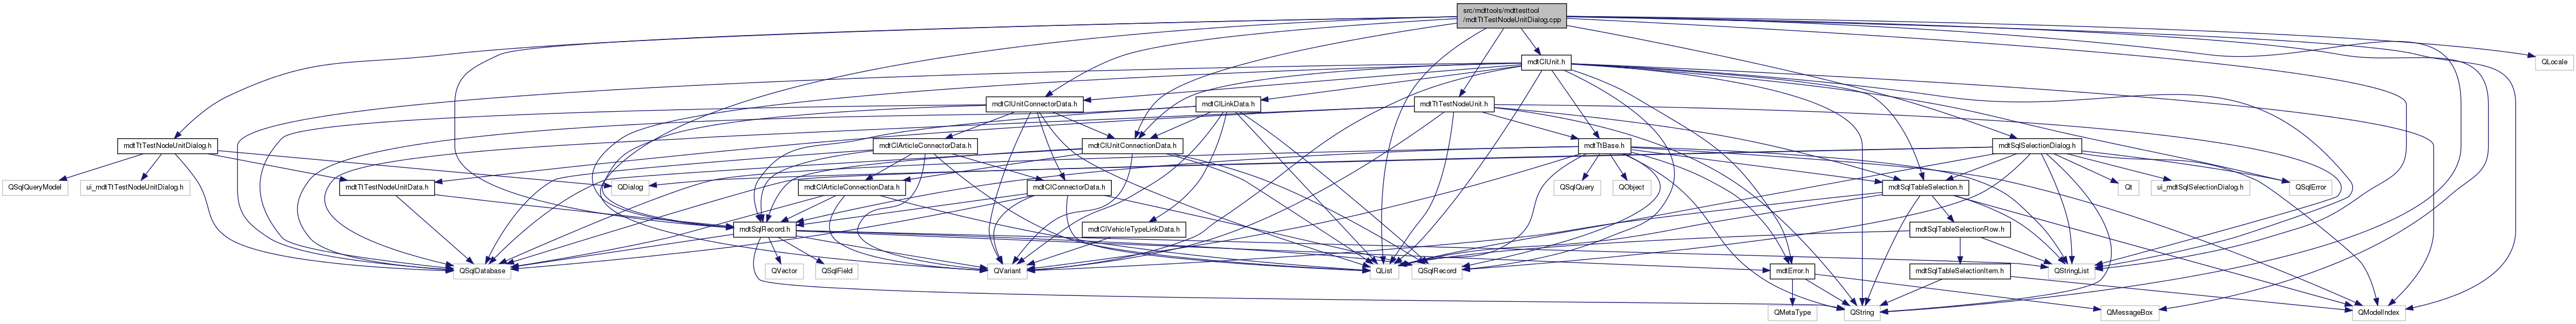 src/mdttools/mdttesttool
/mdtTtTestNodeUnitDialog.cpp
mdtClUnit.h
QLocale
mdtClUnitConnectorData.h
mdtClLinkData.h
mdtTtTestNodeUnit.h
mdtTtTestNodeUnitDialog.h
mdtClArticleConnectorData.h
mdtClUnitConnectionData.h
mdtTtBase.h
mdtSqlSelectionDialog.h
QSqlQueryModel
ui_mdtTtTestNodeUnitDialog.h
mdtTtTestNodeUnitData.h
QDialog
mdtClArticleConnectionData.h
mdtClConnectorData.h
QSqlQuery
QObject
mdtSqlTableSelection.h
Qt
ui_mdtSqlSelectionDialog.h
QSqlError
mdtSqlRecord.h
mdtClVehicleTypeLinkData.h
mdtSqlTableSelectionRow.h
QSqlDatabase
QVector
QSqlField
QVariant
QList
QSqlRecord
mdtError.h
mdtSqlTableSelectionItem.h
QStringList
QMetaType
QString
QMessageBox
QModelIndex